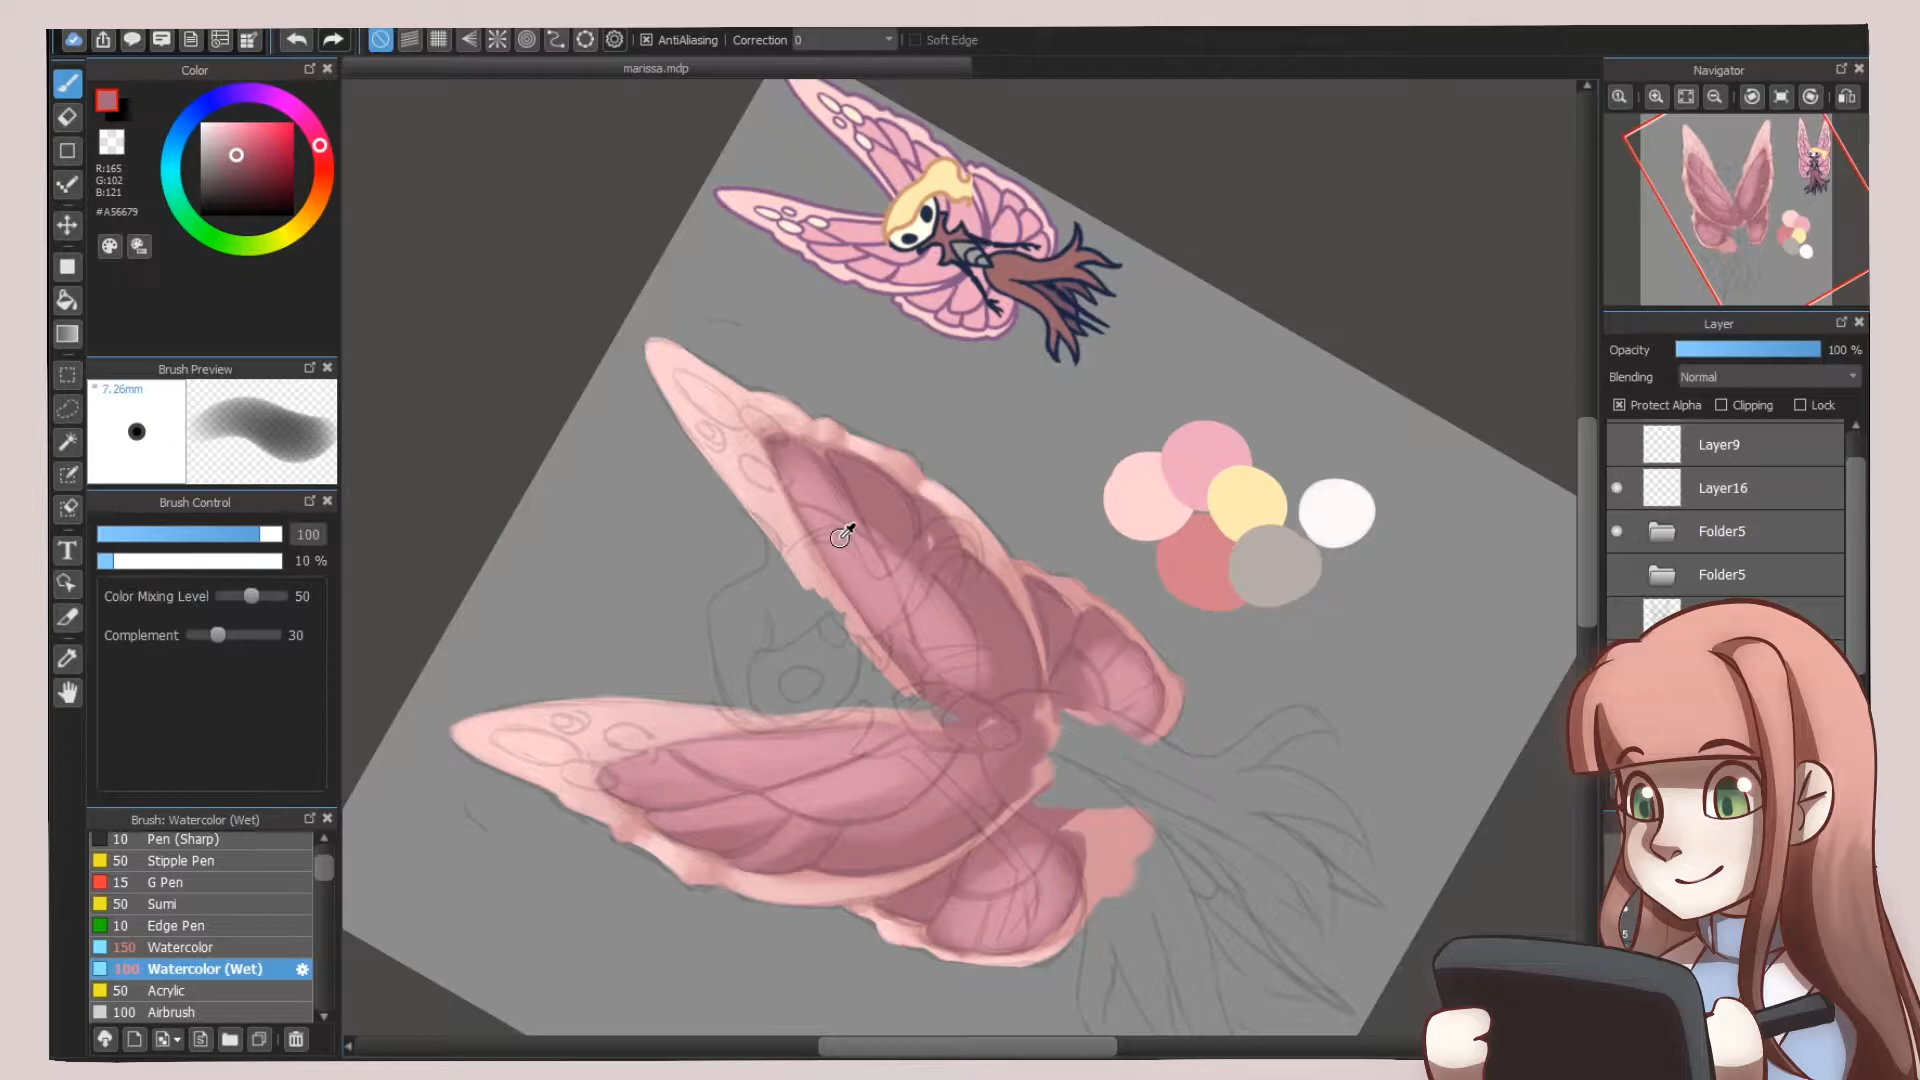 AntiAliasing
Correction 0
Soft Edge
Color
marissa.mdp
Navigator
R:165
G:102
B:121
#A56679
Brush Preview
7.26mm
Brush Control
100
10 %
Color Mixing Level 50
Complement 30
Brush: Watercolor (Wet)
10 Pen (Sharp)
50 Stipple Pen
15 G Pen
50 Sumi
10 Edge Pen
150 Watercolor
100 Watercolor (Wet)
50 Acrylic
100 Airbrush
T
Layer
Opacity 100 %
Blending Normal
Protect Alpha Clipping Lock
Layer9
Layer16
Folder5
Folder5
5